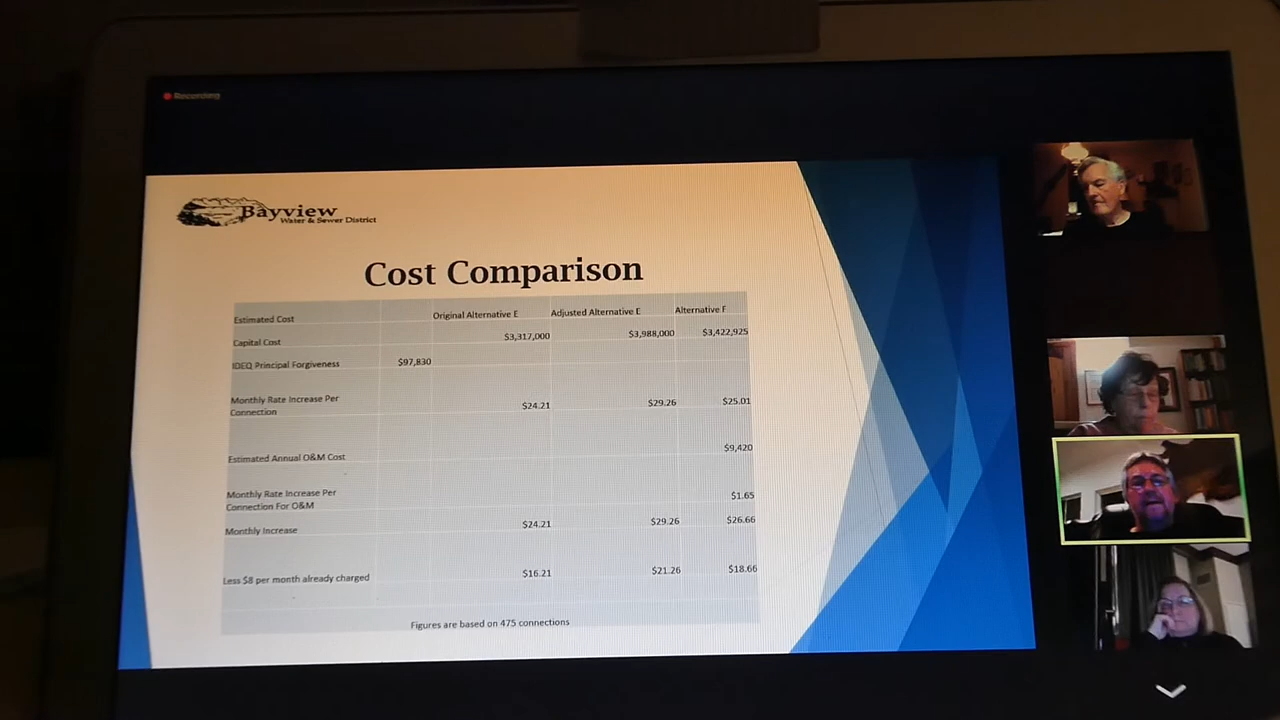 Recording
Bayview
Water & Sewer District
Cost Comparison
Estimated Cost Original Alternative E Adjusted Alternative E Alternative F
Capital Cost $3,317,000 $3,988,000 $3,422,925
IDEQ Principal Forgiveness $97,830
Monthly Rate Increase Per
Connection $24.21 $29.26 $25.01
Estimated Annual O&M Cost $9,420
Monthly Rate Increase Per
Connection For O&M $1.65
Monthly Increase $24.21 $29.26 $26.66
Less $8 per month already charged $16.21 $21.26 $18.66
Figures are based on 475 connections